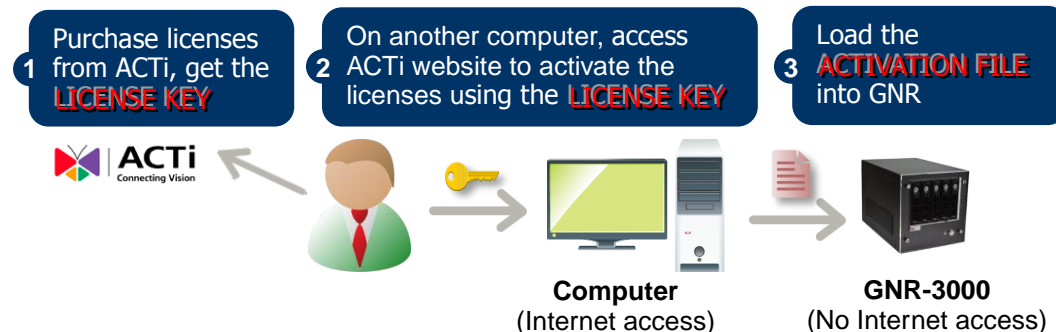 1
Purchase licenses
from ACTi, get the
LICENSE KEY
2
On another computer, access
ACTi website to activate the
licenses using the LICENSE KEY
3
Load the
ACTIVATION FILE
into GNR
ACTi
Connecting Vision
Computer
(Internet access)
GNR-3000
(No Internet access)